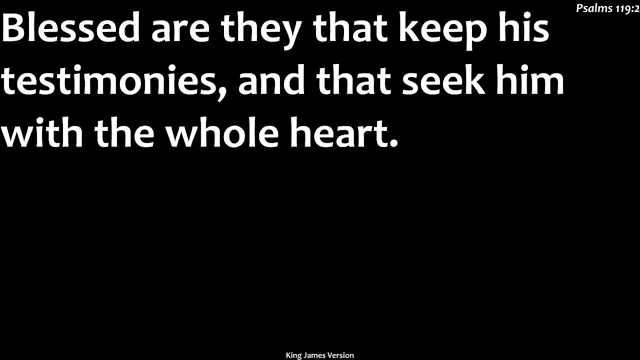 Psalms 119:2
Blessed are they that keep his
testimonies, and that seek him
with the whole heart.
King James Version